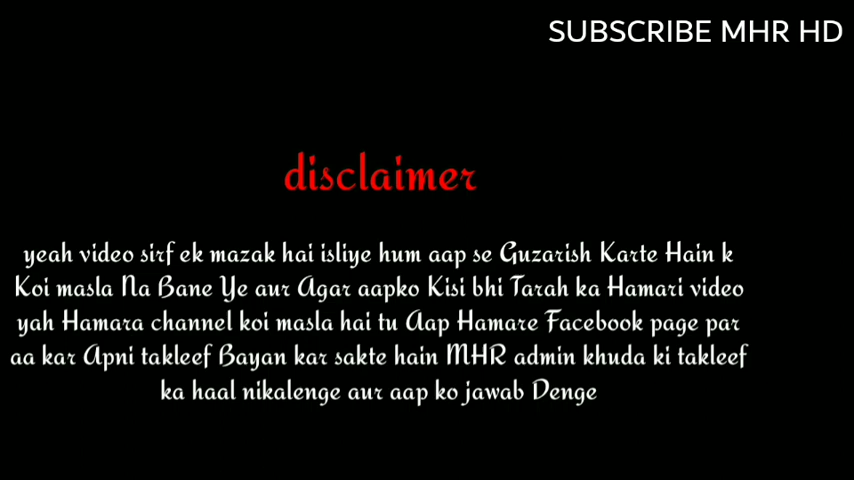 SUBSCRIBE MHR HD
disclaimer
yeah video sirf ek mazak hai isliye hum aap se Guzarish Karte Hain k
Koi masla Na Bane Ye aur Agar aapko Kisi bhi Tarah ka Hamari video
yah Hamara channel koi masla hai tu Aap Hamare Facebook page par
aa kar Apni takleef Bayan kar sakte hain MHR admin khuda ki takleef
ka haal nikalenge aur aap ko jawab Denge